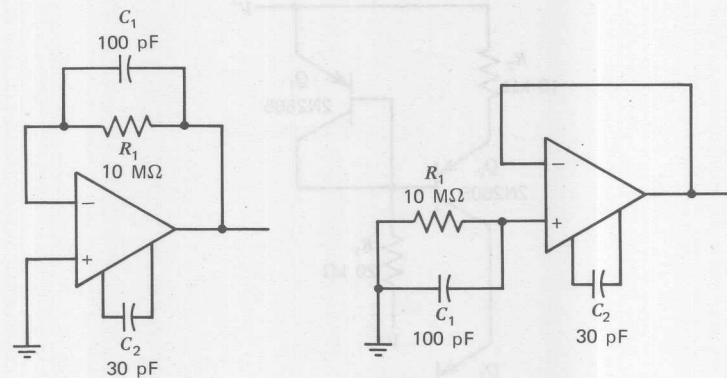 C₁
100 pF
R₁
10 MΩ
−
+
C₂
30 pF
R₁
10 MΩ
−
+
C₁
100 pF
C₂
30 pF